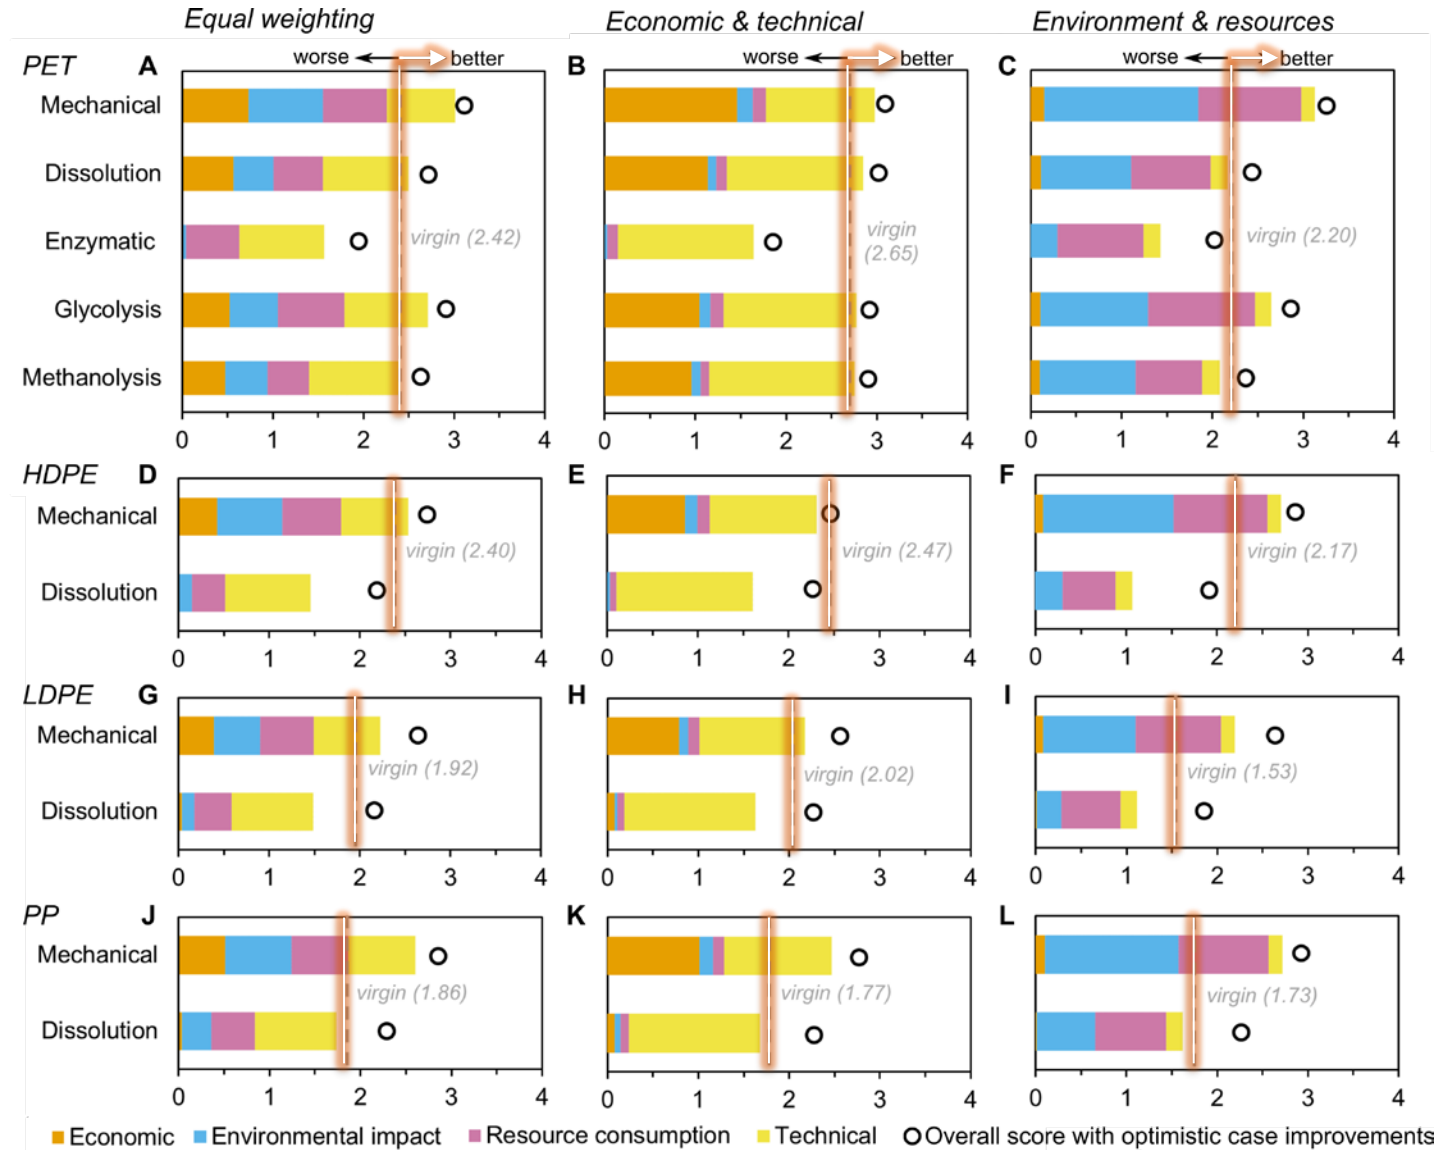 Equal weighting
Economic & technical
Environment & resources
PET
A
worse
better
B
worse
better
C
worse
better
Mechanical
Dissolution
Enzymatic
Glycolysis
Methanolysis
virgin (2.42)
virgin
(2.65)
virgin (2.20)
0 1 2 3 4
0 1 2 3 4
0 1 2 3 4
HDPE
D
E
F
Mechanical
Dissolution
virgin (2.40)
virgin (2.47)
virgin (2.17)
0 1 2 3 4
0 1 2 3 4
0 1 2 3 4
LDPE
G
H
I
Mechanical
Dissolution
virgin (1.92)
virgin (2.02)
virgin (1.53)
0 1 2 3 4
0 1 2 3 4
0 1 2 3 4
PP
J
K
L
Mechanical
Dissolution
virgin (1.86)
virgin (1.77)
virgin (1.73)
0 1 2 3 4
0 1 2 3 4
0 1 2 3 4
Economic Environmental impact Resource consumption Technical Overall score with optimistic case improvements